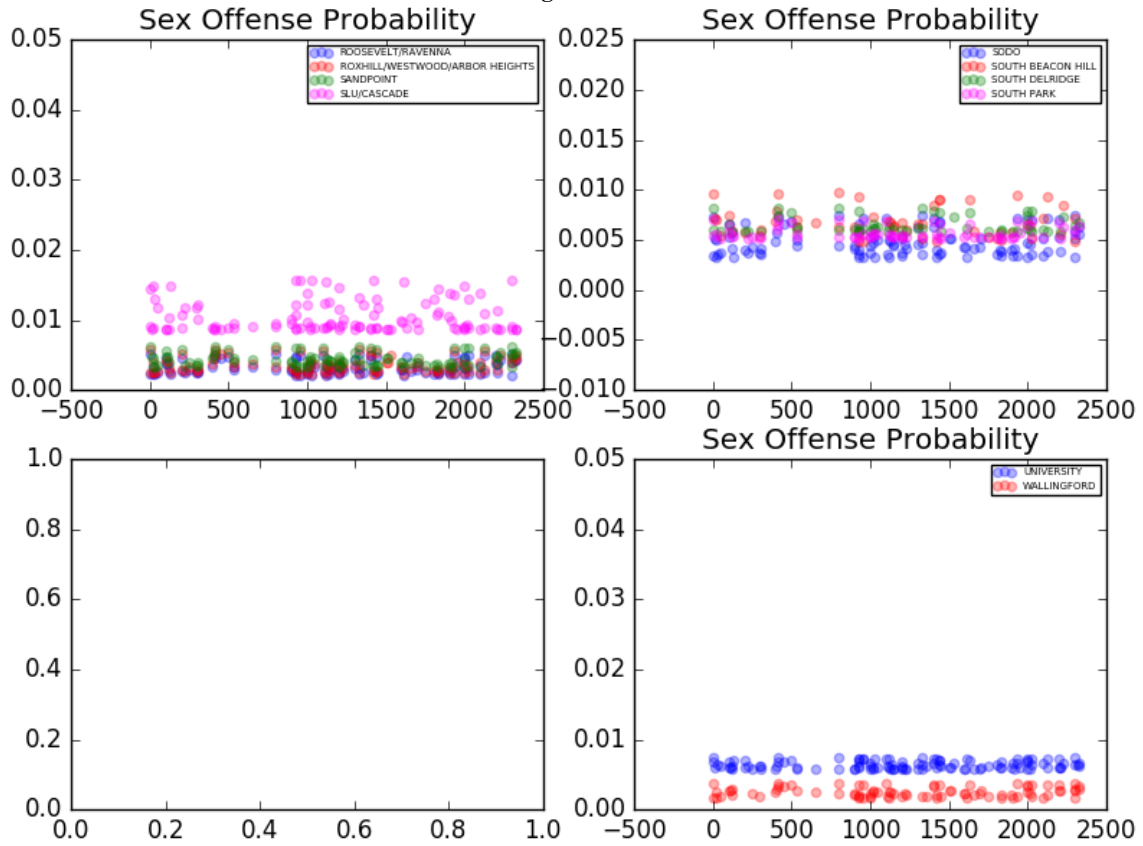 Sex Offense Probability
0.05
0.04
0.03
0.02
0.01
0.00
−500 0 500 1000 1500 2000 2500
ROOSEVELT/RAVENNA
ROXHILL/WESTWOOD/ARBOR HEIGHTS
SANDPOINT
SLU/CASCADE
Sex Offense Probability
0.025
0.020
0.015
0.010
0.005
0.000
−0.005
−0.010
−500 0 500 1000 1500 2000 2500
SODO
SOUTH BEACON HILL
SOUTH DELRIDGE
SOUTH PARK
1.0
0.8
0.6
0.4
0.2
0.0
0.0 0.2 0.4 0.6 0.8 1.0
Sex Offense Probability
0.05
0.04
0.03
0.02
0.01
0.00
−500 0 500 1000 1500 2000 2500
UNIVERSITY
WALLINGFORD